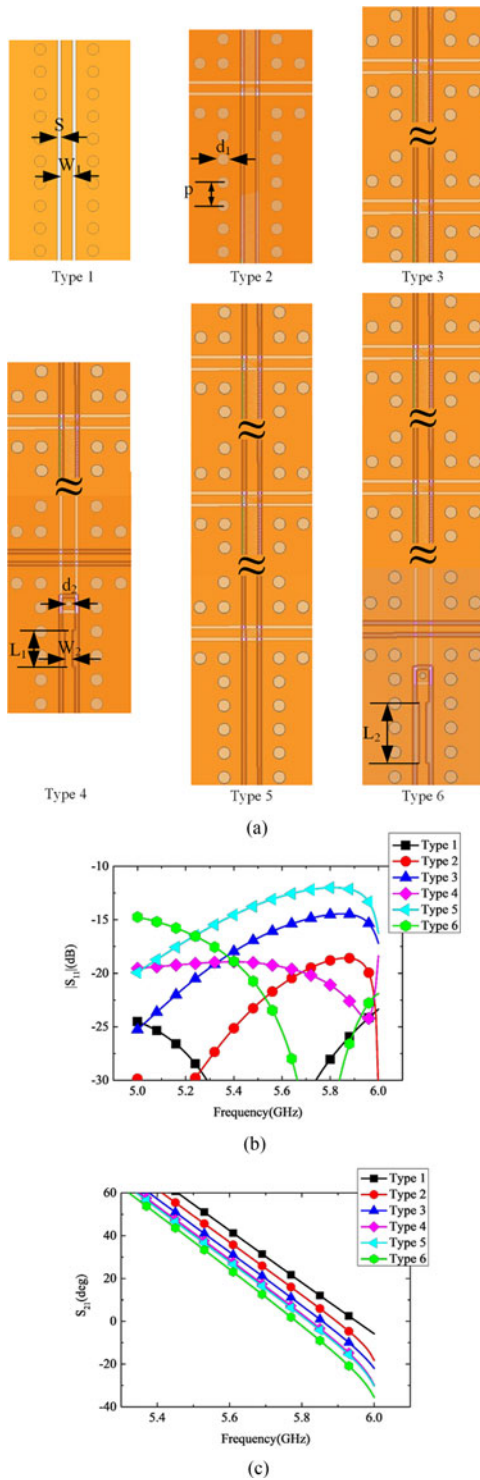 S
W1
Type 1
d1
p
Type 2
Type 3
d2
L1
W2
Type 4
Type 5
L2
Type 6
(a)
Type 1
Type 2
Type 3
Type 4
Type 5
Type 6
|S11|(dB)
-10
-15
-20
-25
-30
5.0 5.2 5.4 5.6 5.8 6.0
Frequency(GHz)
(b)
Type 1
Type 2
Type 3
Type 4
Type 5
Type 6
S21(deg)
60
40
20
0
-20
-40
5.4 5.6 5.8 6.0
Frequency(GHz)
(c)